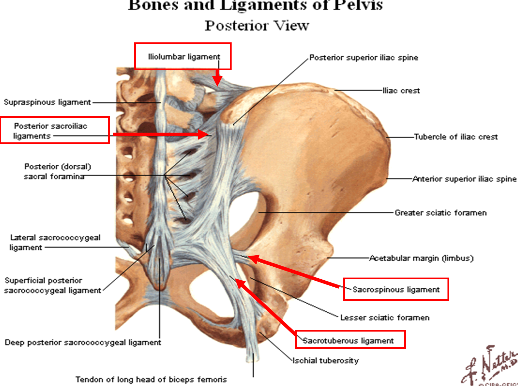 Bones and Ligaments of Pelvis
Posterior View
Iliolumbar ligament
Posterior superior iliac spine
Iliac crest
Supraspinous ligament
Posterior sacroiliac
ligaments
Tubercle of iliac crest
Posterior (dorsal)
sacral foramina
Anterior superior iliac spine
Greater sciatic foramen
Lateral sacrococcygeal
ligament
Acetabular margin (limbus)
Superficial posterior
sacrococcygeal ligament
Sacrospinous ligament
Lesser sciatic foramen
Deep posterior sacrococcygeal ligament
Sacrotuberous ligament
Ischial tuberosity
Tendon of long head of biceps femoris
F. Netter
M.D.